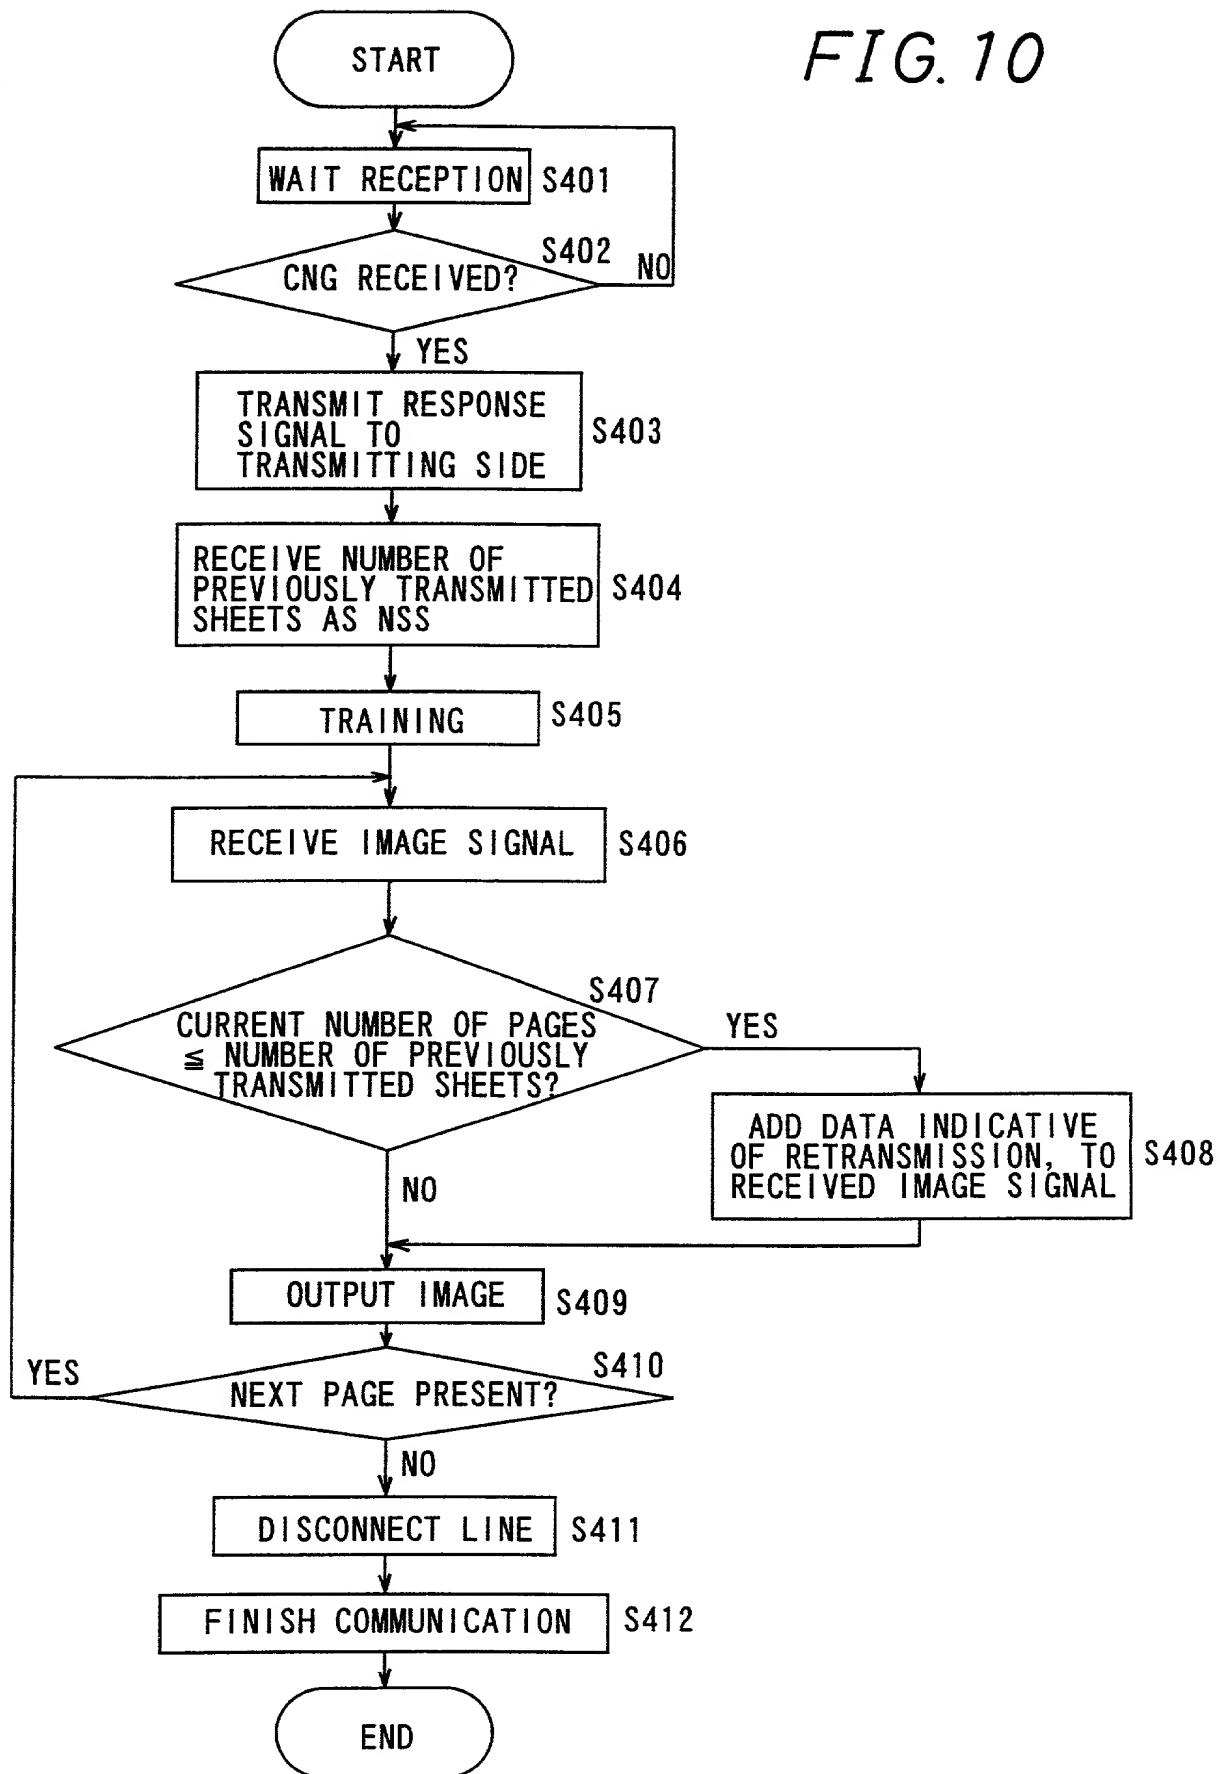 FIG. 10
START
WAIT RECEPTION
S401
S402
CNG RECEIVED?
NO
YES
TRANSMIT RESPONSE
SIGNAL TO
TRANSMITTING SIDE
S403
RECEIVE NUMBER OF
PREVIOUSLY TRANSMITTED
SHEETS AS NSS
S404
TRAINING
S405
RECEIVE IMAGE SIGNAL
S406
S407
CURRENT NUMBER OF PAGES
≦ NUMBER OF PREVIOUSLY
TRANSMITTED SHEETS?
YES
ADD DATA INDICATIVE
OF RETRANSMISSION, TO
RECEIVED IMAGE SIGNAL
S408
NO
OUTPUT IMAGE
S409
S410
YES
NEXT PAGE PRESENT?
NO
DISCONNECT LINE
S411
FINISH COMMUNICATION
S412
END